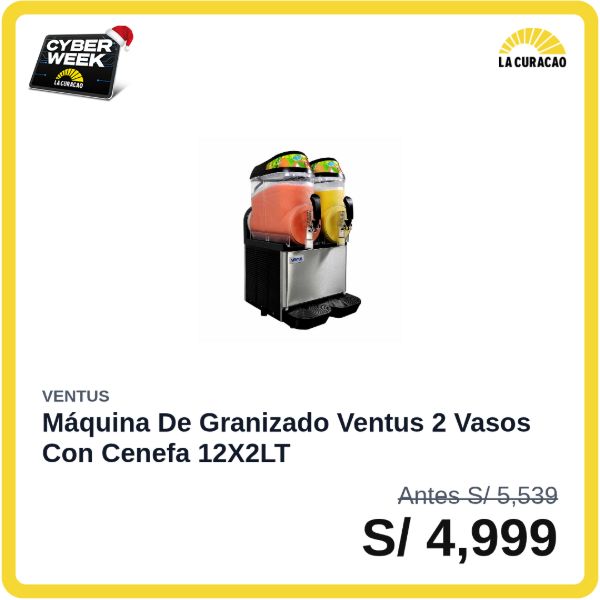 CYBER
WEEK
LA CURACAO
LA CURACAO
VENTUS
Máquina De Granizado Ventus 2 Vasos
Con Cenefa 12X2LT
Antes S/ 5,539
S/ 4,999